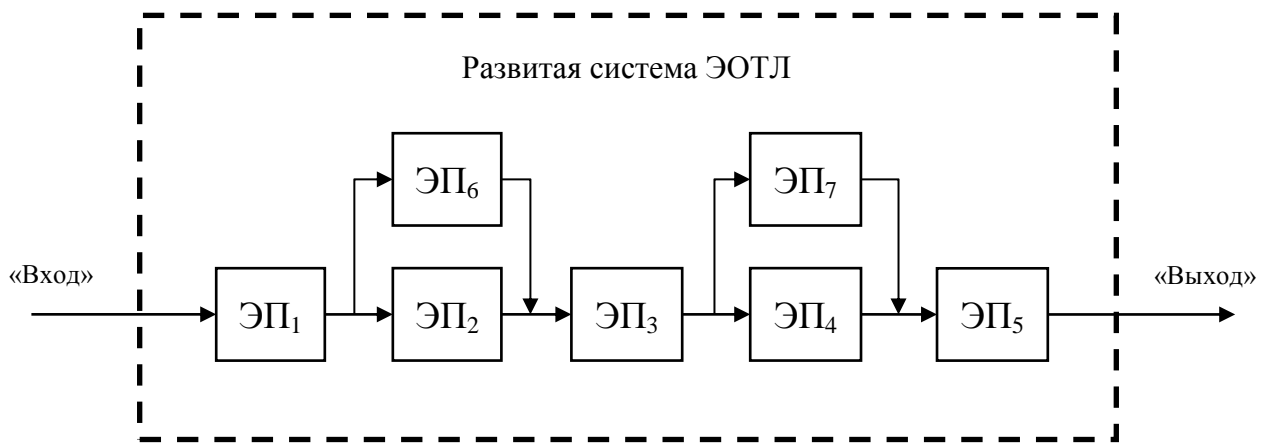 Развитая система ЭОТЛ
ЭП₆
ЭП₇
«Вход»
«Выход»
ЭП₁
ЭП₂
ЭП₃
ЭП₄
ЭП₅